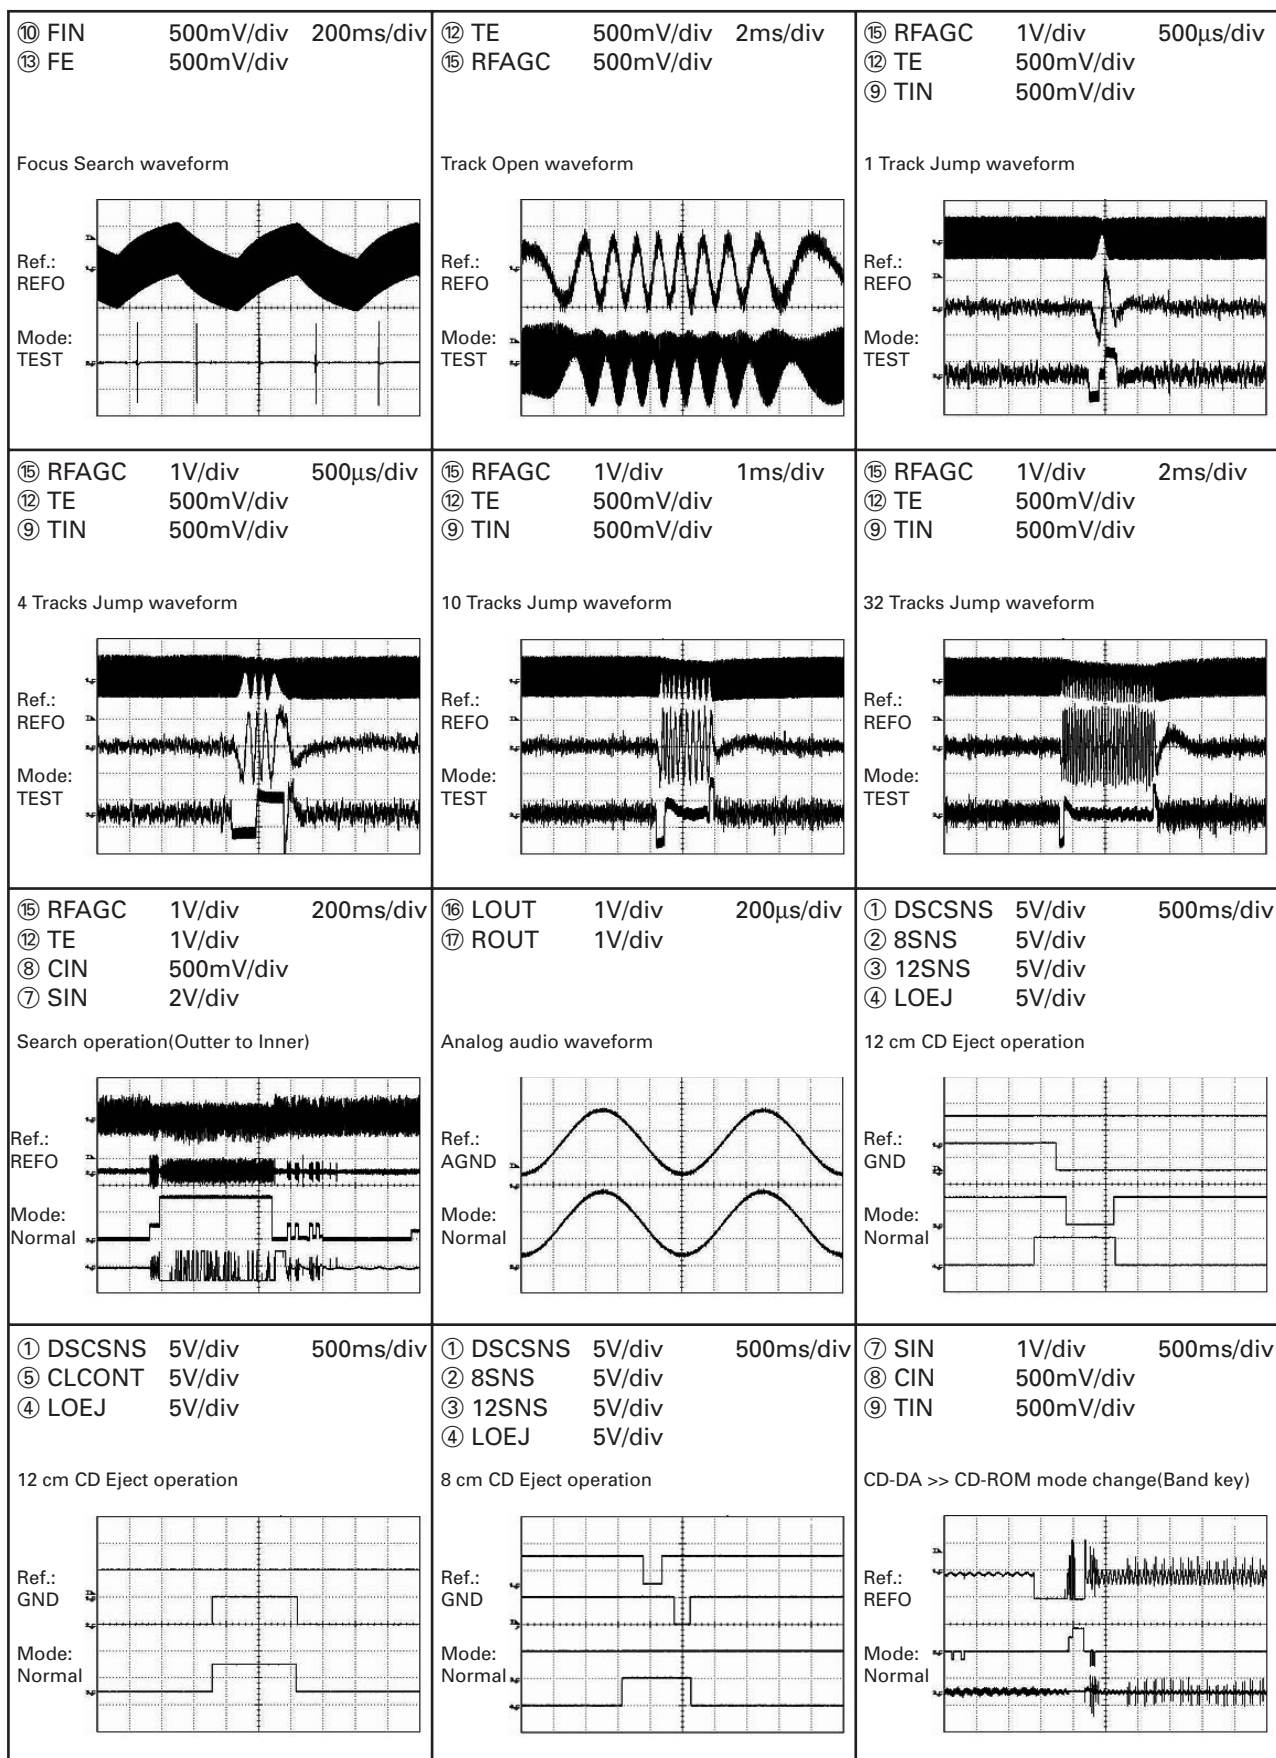 ⑩ FIN 500mV/div 200ms/div
⑬ FE 500mV/div
Focus Search waveform
Ref.:
REFO
Mode:
TEST
⑫ TE 500mV/div 2ms/div
⑮ RFAGC 500mV/div
Track Open waveform
Ref.:
REFO
Mode:
TEST
⑮ RFAGC 1V/div 500µs/div
⑫ TE 500mV/div
⑨ TIN 500mV/div
1 Track Jump waveform
Ref.:
REFO
Mode:
TEST
⑮ RFAGC 1V/div 500µs/div
⑫ TE 500mV/div
⑨ TIN 500mV/div
4 Tracks Jump waveform
Ref.:
REFO
Mode:
TEST
⑮ RFAGC 1V/div 1ms/div
⑫ TE 500mV/div
⑨ TIN 500mV/div
10 Tracks Jump waveform
Ref.:
REFO
Mode:
TEST
⑮ RFAGC 1V/div 2ms/div
⑫ TE 500mV/div
⑨ TIN 500mV/div
32 Tracks Jump waveform
Ref.:
REFO
Mode:
TEST
⑮ RFAGC 1V/div 200ms/div
⑫ TE 1V/div
⑧ CIN 500mV/div
⑦ SIN 2V/div
Search operation(Outter to Inner)
Ref.:
REFO
Mode:
Normal
⑯ LOUT 1V/div 200µs/div
⑰ ROUT 1V/div
Analog audio waveform
Ref.:
AGND
Mode:
Normal
① DSCSNS 5V/div 500ms/div
② 8SNS 5V/div
③ 12SNS 5V/div
④ LOEJ 5V/div
12 cm CD Eject operation
Ref.:
GND
Mode:
Normal
① DSCSNS 5V/div 500ms/div
⑤ CLCONT 5V/div
④ LOEJ 5V/div
12 cm CD Eject operation
Ref.:
GND
Mode:
Normal
① DSCSNS 5V/div 500ms/div
② 8SNS 5V/div
③ 12SNS 5V/div
④ LOEJ 5V/div
8 cm CD Eject operation
Ref.:
GND
Mode:
Normal
⑦ SIN 1V/div 500ms/div
⑧ CIN 500mV/div
⑨ TIN 500mV/div
CD-DA >> CD-ROM mode change(Band key)
Ref.:
REFO
Mode:
Normal